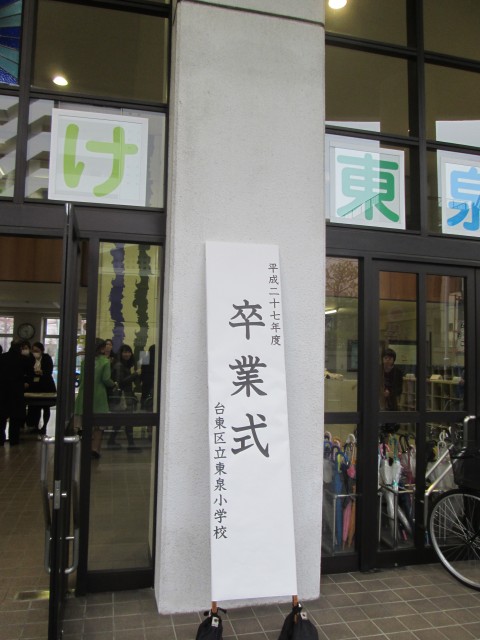 け
東泉
平成二十七年度
卒業式
台東区立東泉小学校